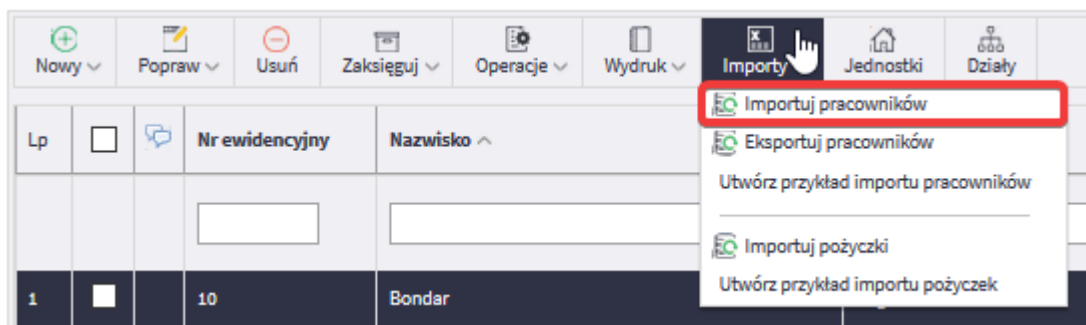 Nowy Popraw Usuń Zaksięguj Operacje Wydruk Importy Jednostki Działy
Importuj pracowników
Lp Nr ewidencyjny Nazwisko
Eksportuj pracowników
Utwórz przykład importu pracowników
Importuj pożyczki
Utwórz przykład importu pożyczek
1 10 Bondar